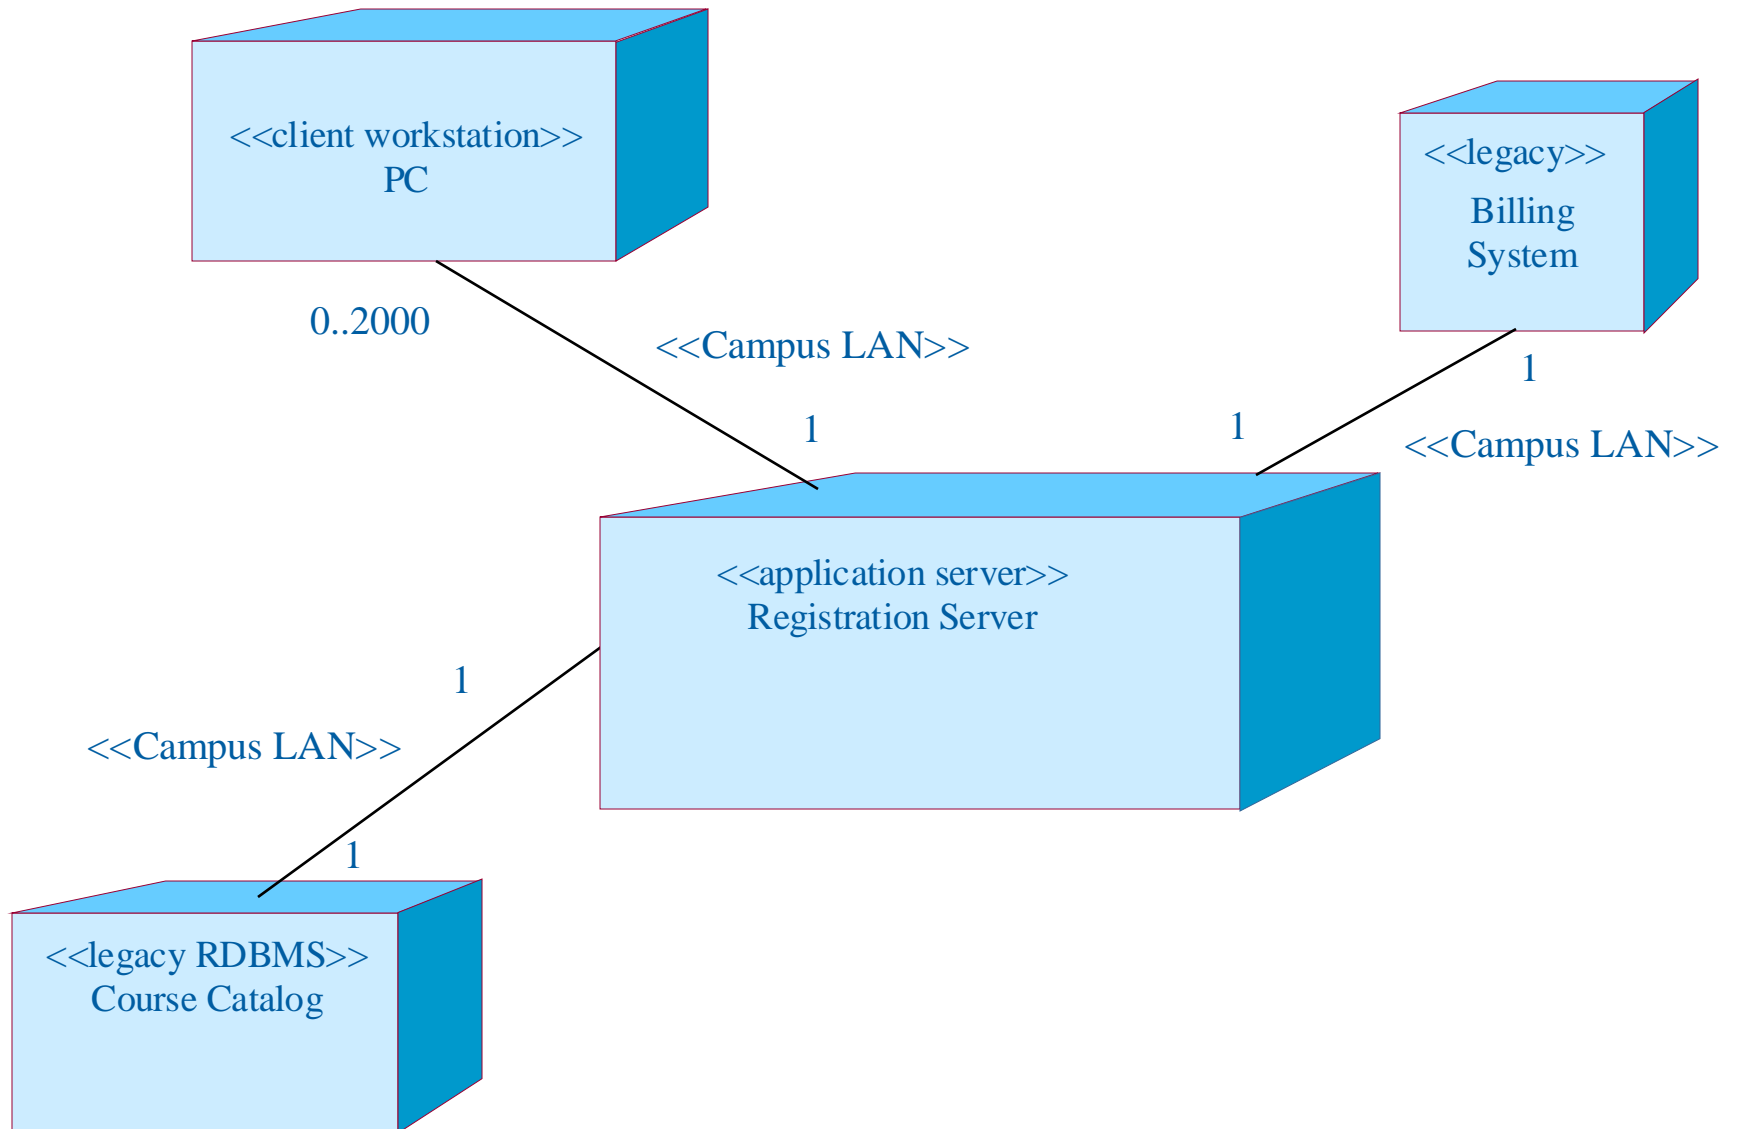 <<client workstation>>
PC
<<legacy>>
Billing
System
0..2000
<<Campus LAN>>
1
1
1
<<Campus LAN>>
<<application server>>
Registration Server
1
<<Campus LAN>>
1
<<legacy RDBMS>>
Course Catalog